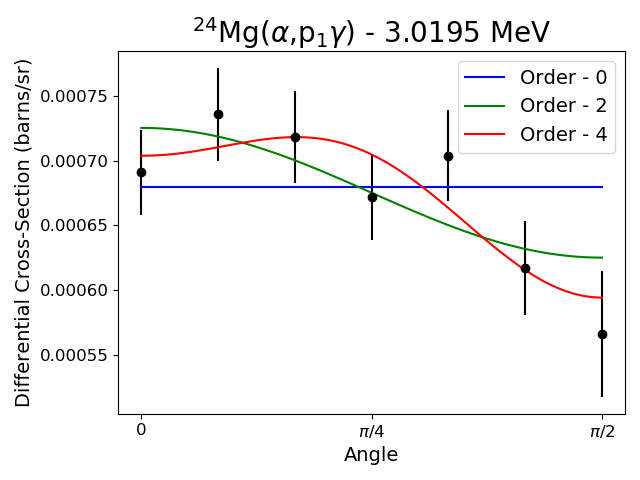 ²⁴Mg(α,p₁γ) - 3.0195 MeV
Order - 0
Order - 2
Order - 4
Differential Cross-Section (barns/sr)
0.00075
0.00070
0.00065
0.00060
0.00055
0
π/4
π/2
Angle